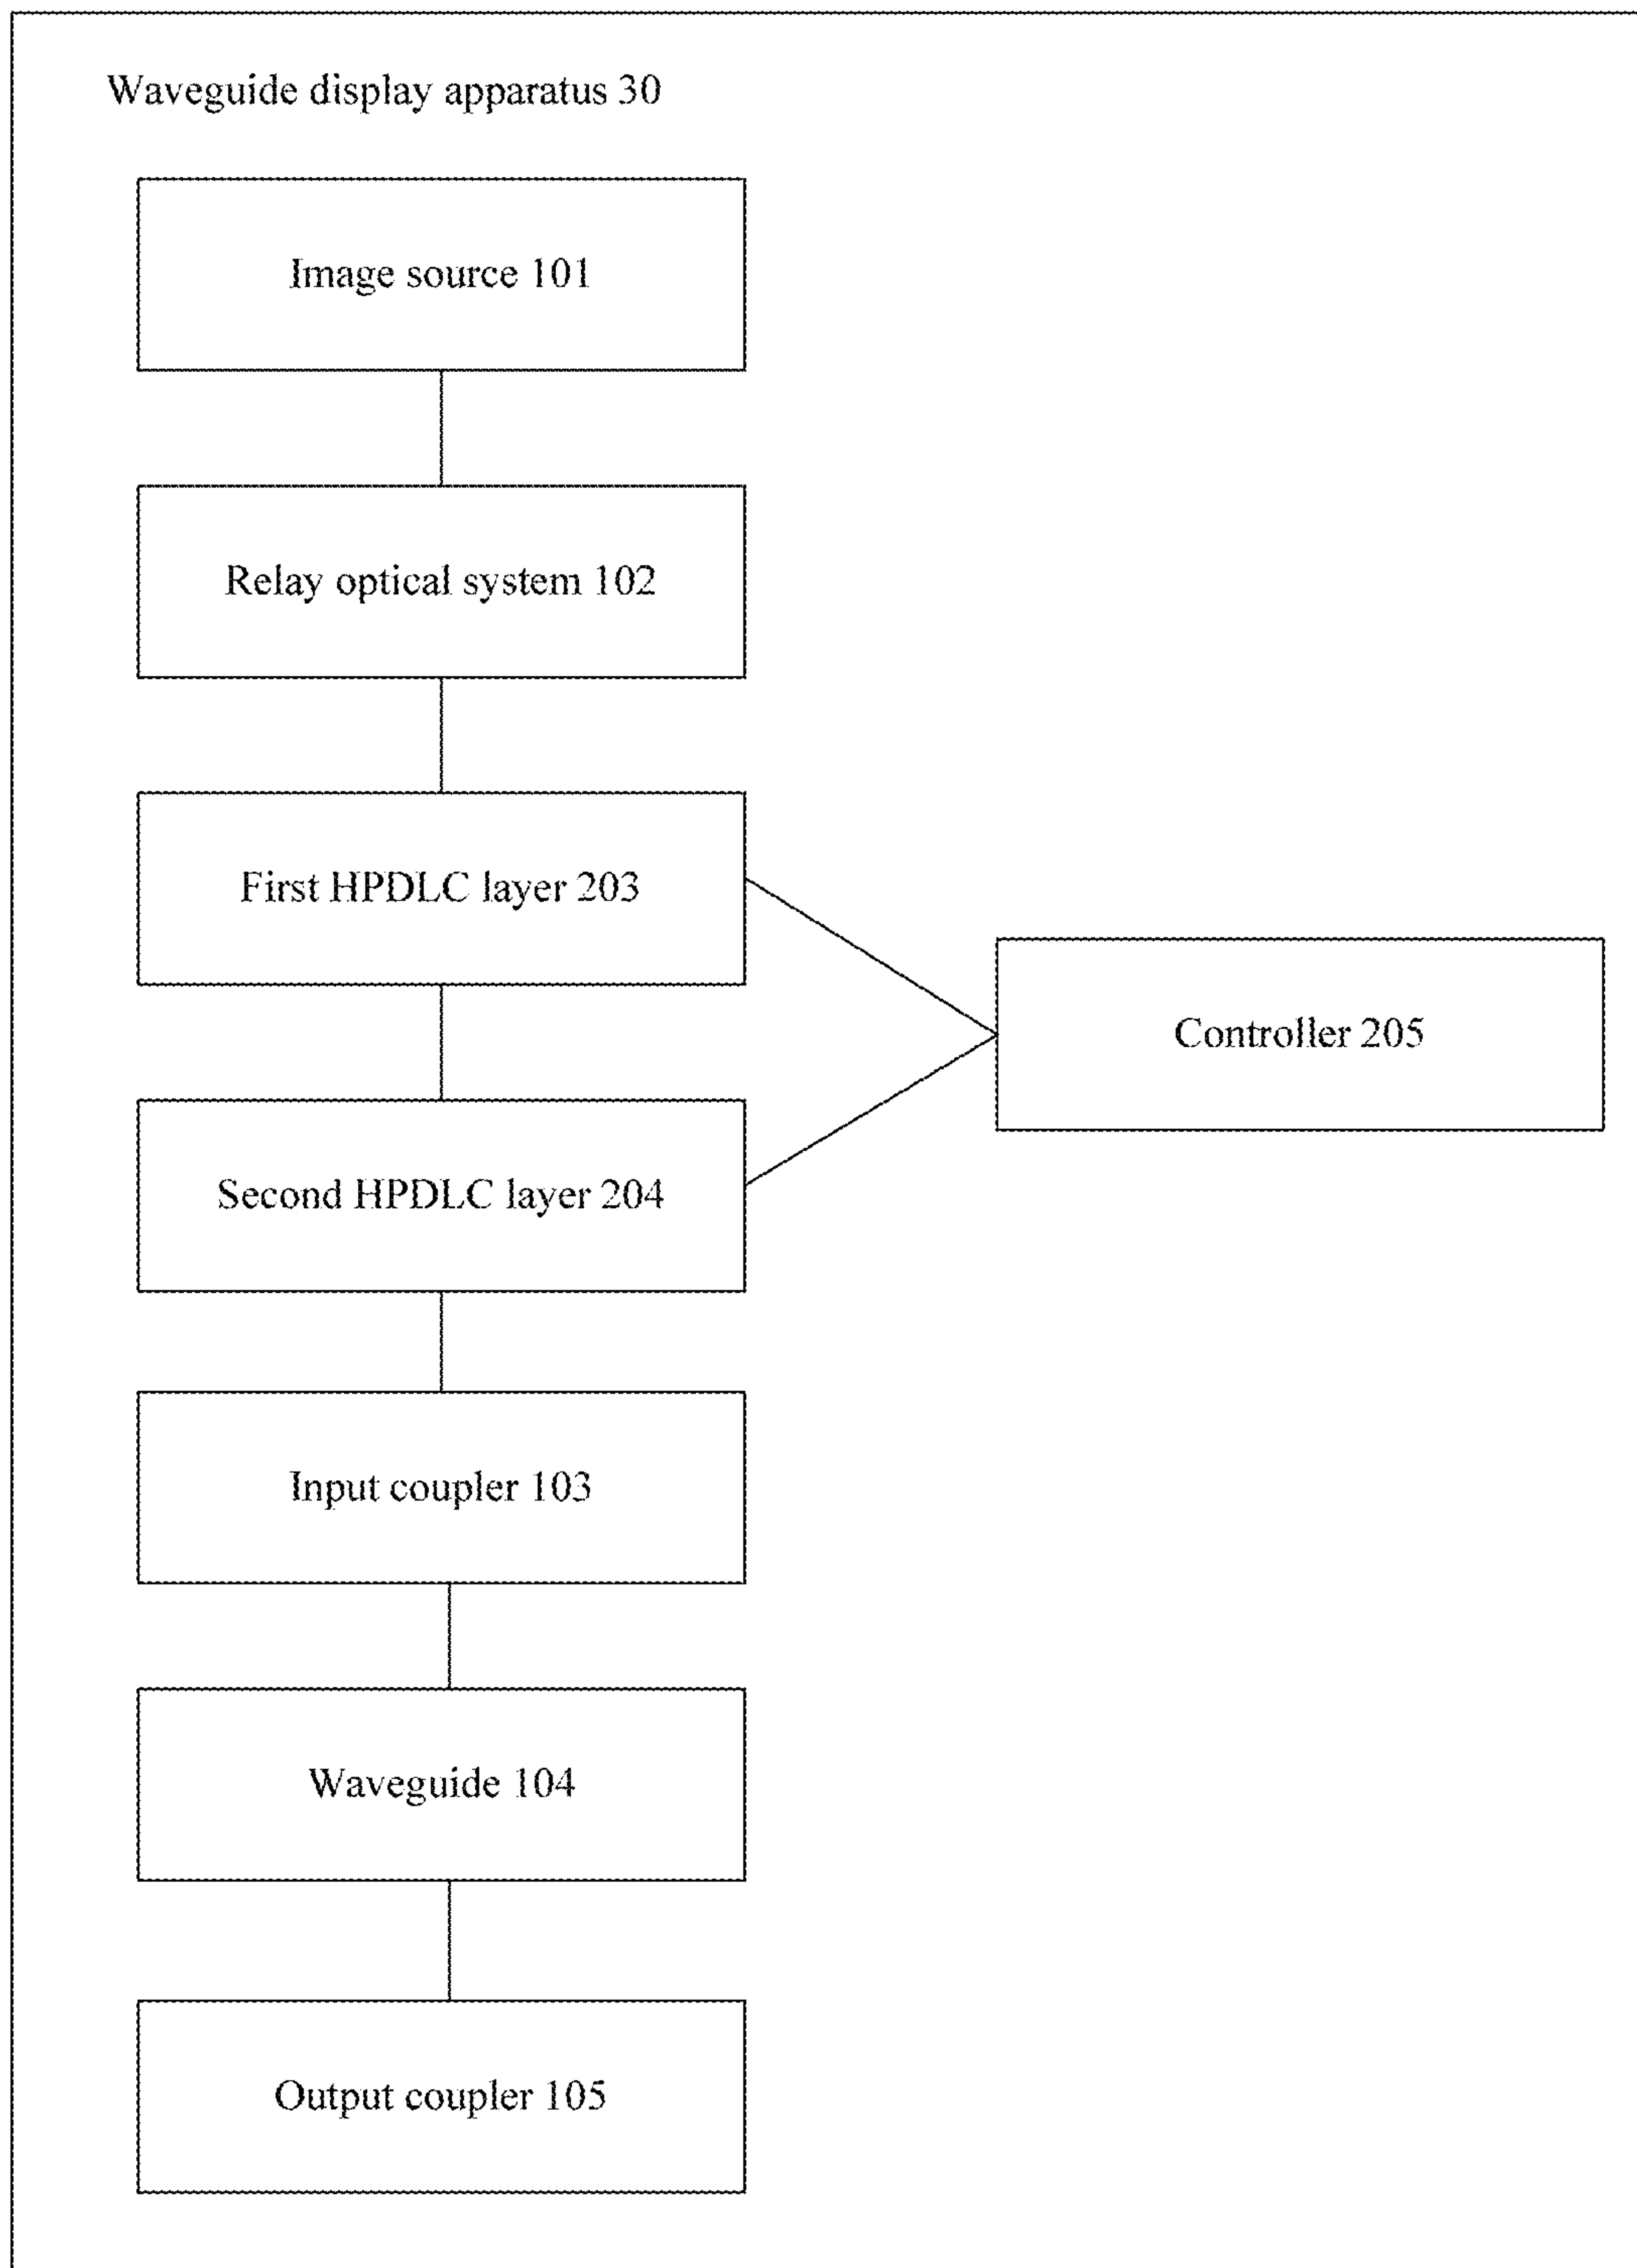 Waveguide display apparatus 30
Image source 101
Relay optical system 102
First HPDLC layer 203
Controller 205
Second HPDLC layer 204
Input coupler 103
Waveguide 104
Output coupler 105